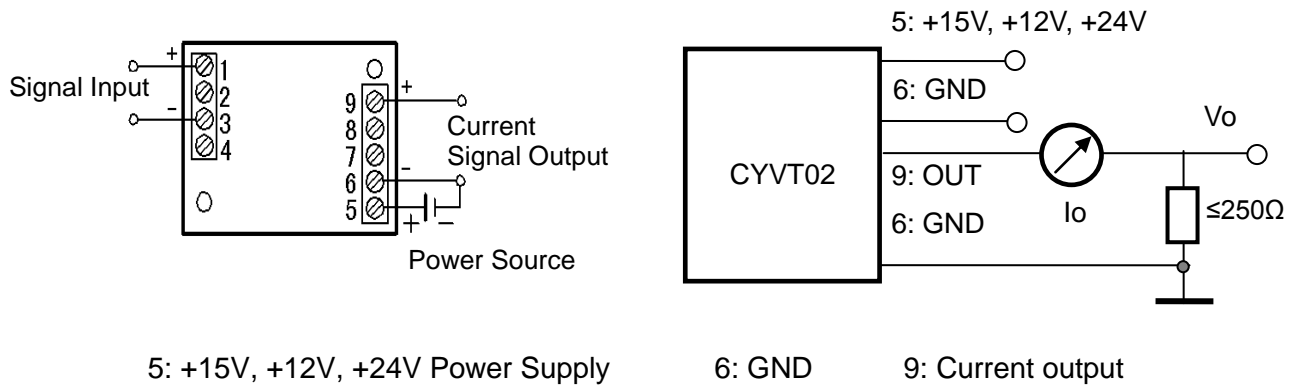 Signal Input
+
-
1
2
3
4
9
8
7
6
5
+
-
+
−
Current
Signal Output
Power Source
CYVT02
5: +15V, +12V, +24V
6: GND
9: OUT
6: GND
Io
Vo
≤250Ω
5: +15V, +12V, +24V Power Supply 6: GND 9: Current output